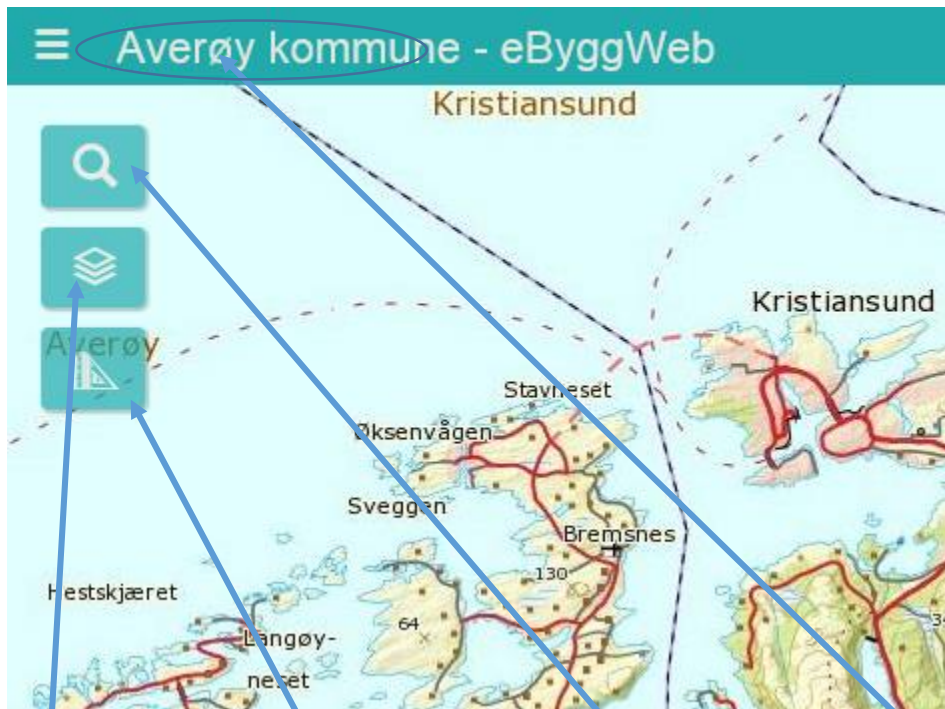 Averøy kommune - eByggWeb
Kristiansund
Kristiansund
Averøy
Stavneset
Øksenvågen
Sveggen
Bremsnes
130
Hestskjæret
64
Langøy-
neset